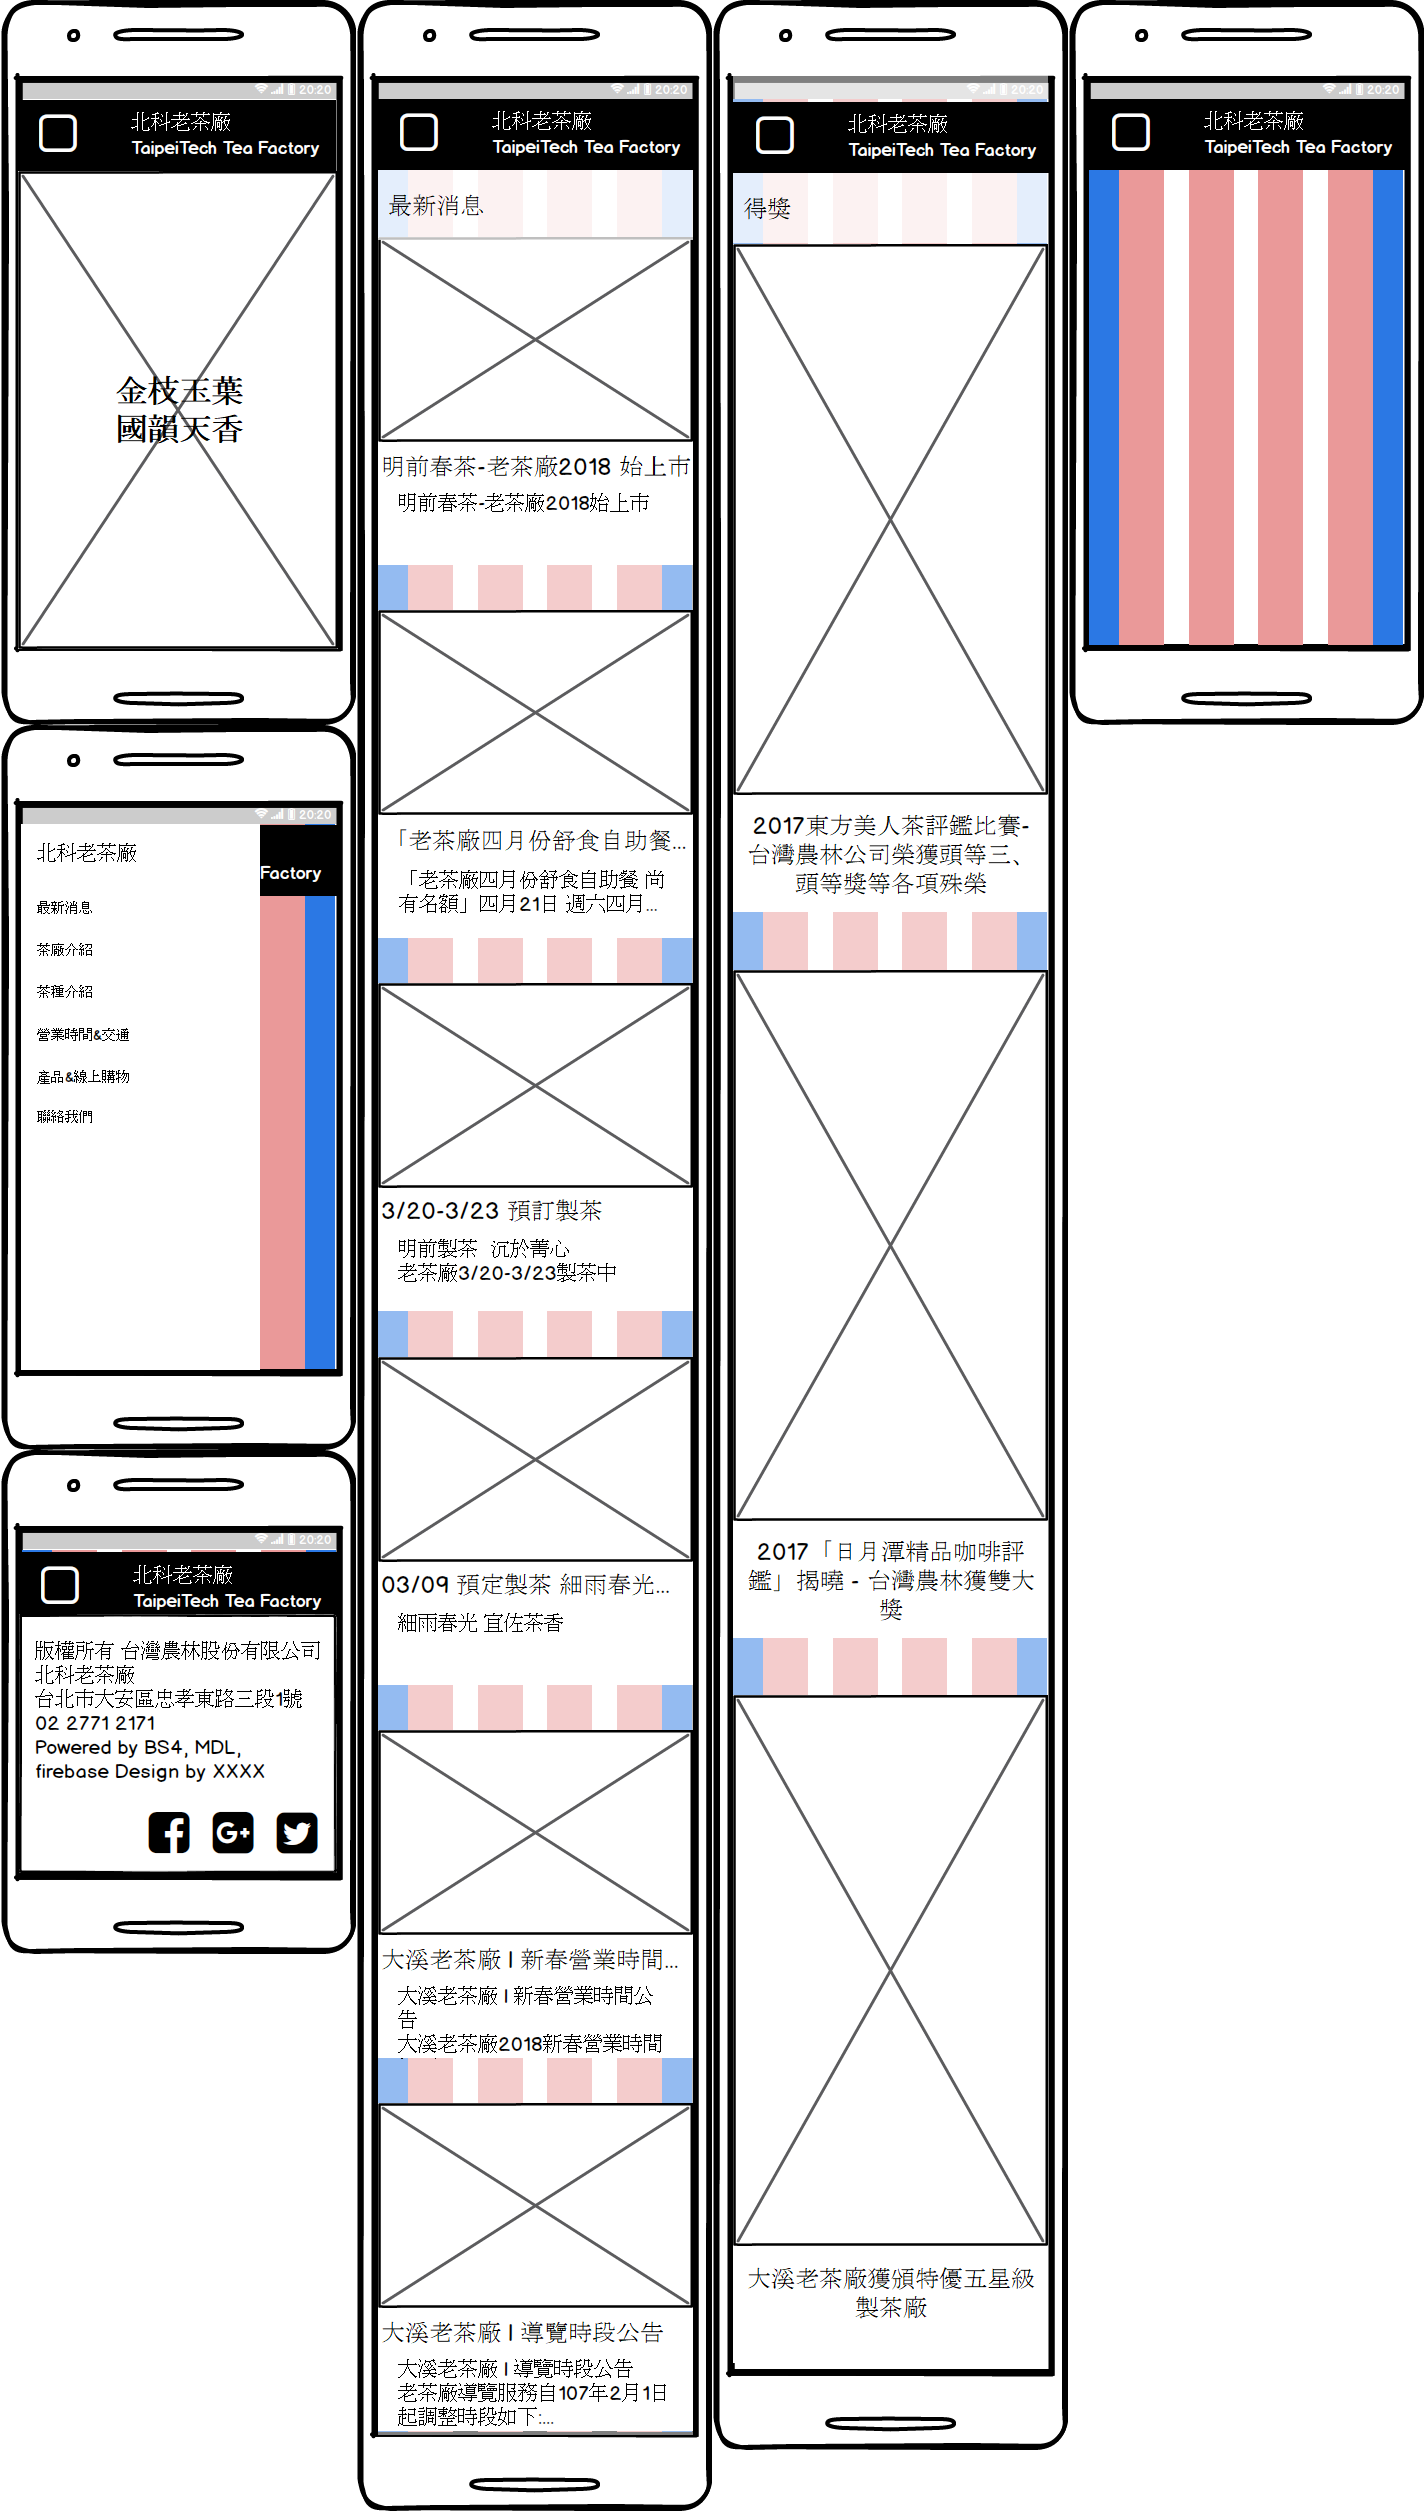 20:20
北科老茶廠
TaipeiTech Tea Factory
金枝玉葉
國韻天香
20:20
北科老茶廠
Factory
最新消息
茶廠介紹
茶種介紹
營業時間&交通
產品&線上購物
聯絡我們
20:20
北科老茶廠
TaipeiTech Tea Factory
版權所有 台灣農林股份有限公司
北科老茶廠
台北市大安區忠孝東路三段1號
02 2771 2171
Powered by BS4, MDL,
firebase Design by XXXX
20:20
北科老茶廠
TaipeiTech Tea Factory
最新消息
明前春茶-老茶廠2018 始上市
明前春茶-老茶廠2018始上市
「老茶廠四月份舒食自助餐...
「老茶廠四月份舒食自助餐 尚
有名額」四月21日 週六四月...
3/20-3/23 預訂製茶
明前製茶 沉於菁心
老茶廠3/20-3/23製茶中
03/09 預定製茶 細雨春光...
細雨春光 宜佐茶香
大溪老茶廠 l 新春營業時間...
大溪老茶廠 l 新春營業時間公
告
大溪老茶廠2018新春營業時間
大溪老茶廠 l 導覽時段公告
大溪老茶廠 l 導覽時段公告
老茶廠導覽服務自107年2月1日
起調整時段如下:...
20:20
北科老茶廠
TaipeiTech Tea Factory
得獎
2017東方美人茶評鑑比賽-
台灣農林公司榮獲頭等三、
頭等獎等各項殊榮
2017「日月潭精品咖啡評
鑑」揭曉 - 台灣農林獲雙大
獎
大溪老茶廠獲頒特優五星級
製茶廠
20:20
北科老茶廠
TaipeiTech Tea Factory